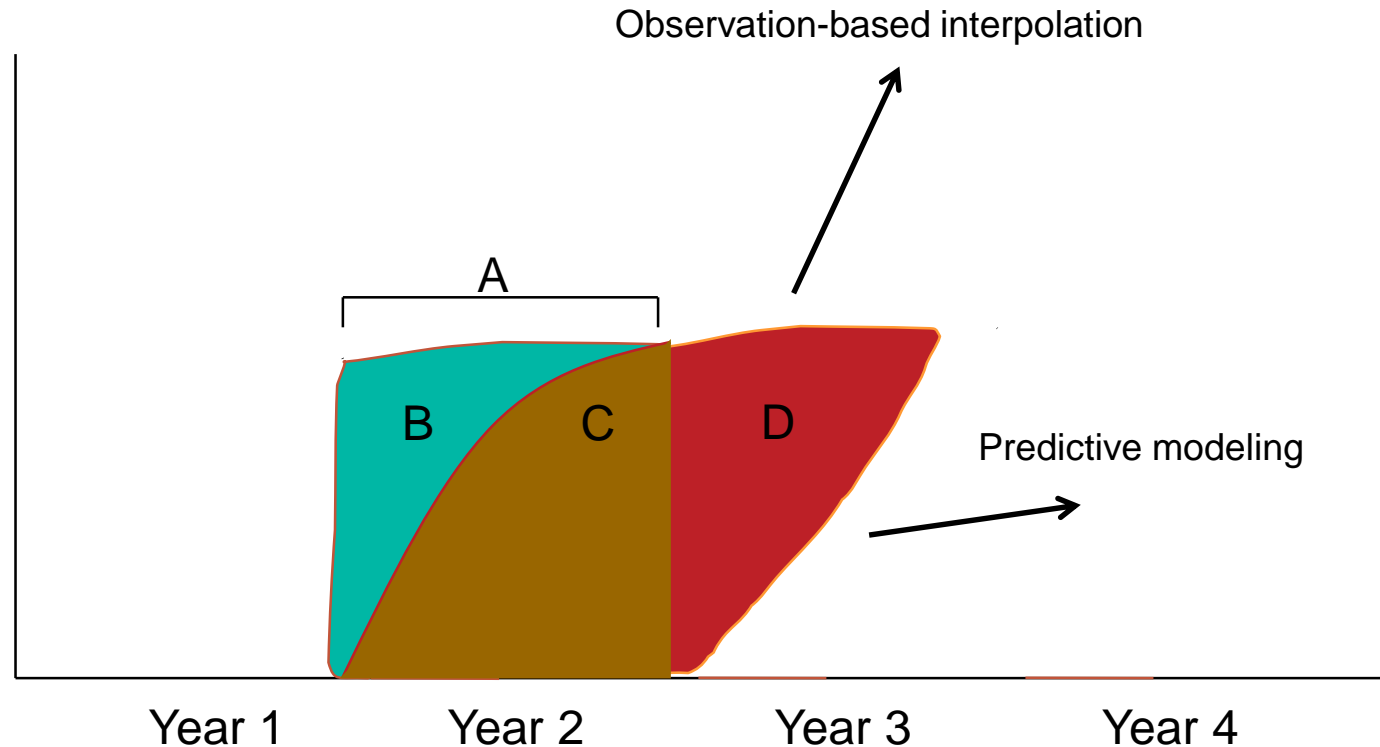 Observation-based interpolation
A
B
C
D
Predictive modeling
Year 1
Year 2
Year 3
Year 4